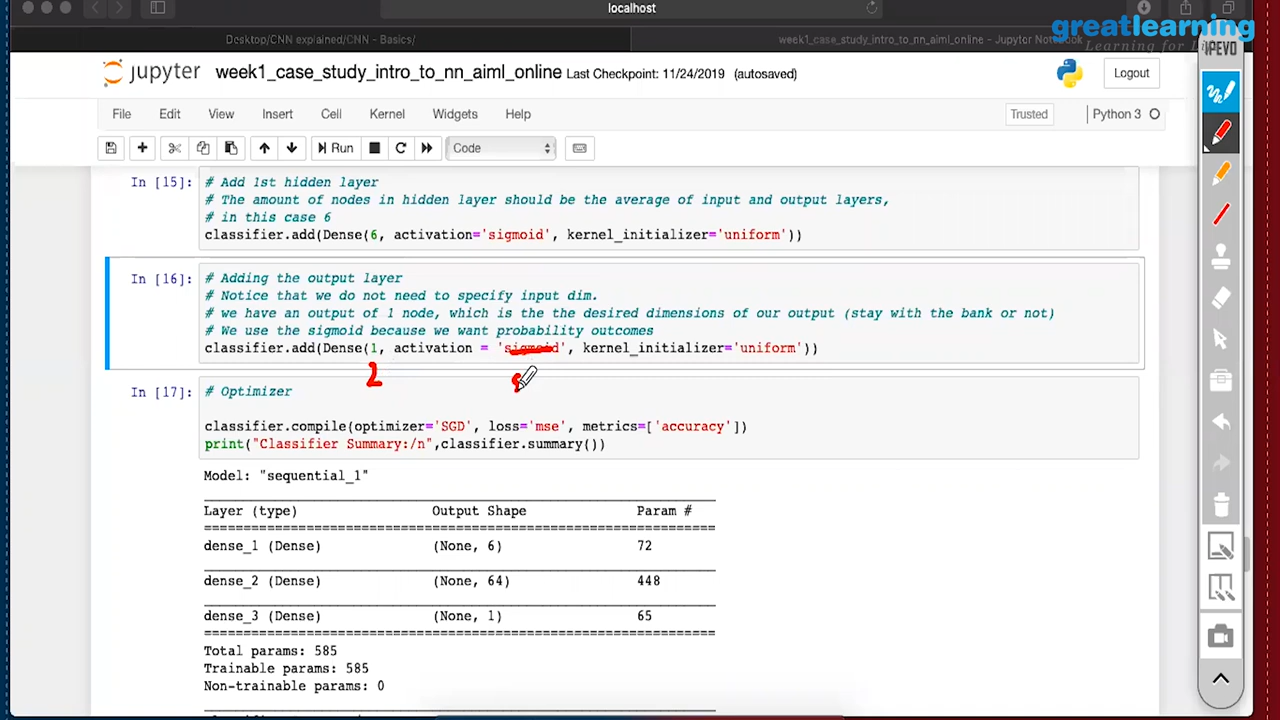 localhost
greatlearning
Learning for L
Desktop/CNN explained/CNN - Basics/
week1_case_study_intro_to_nn_aiml_online - Jupyter Notebook
IPEVO
jupyter week1_case_study_intro_to_nn_aiml_online Last Checkpoint: 11/24/2019 (autosaved)
Logout
File Edit View Insert Cell Kernel Widgets Help
Trusted Python 3
Run Code
In [15]: # Add 1st hidden layer
# The amount of nodes in hidden layer should be the average of input and output layers,
# in this case 6
classifier.add(Dense(6, activation='sigmoid', kernel_initializer='uniform'))
In [16]: # Adding the output layer
# Notice that we do not need to specify input dim.
# we have an output of 1 node, which is the the desired dimensions of our output (stay with the bank or not)
# We use the sigmoid because we want probability outcomes
classifier.add(Dense(1, activation = 'sigmoid', kernel_initializer='uniform'))
2
In [17]: # Optimizer
classifier.compile(optimizer='SGD', loss='mse', metrics=['accuracy'])
print("Classifier Summary:/n",classifier.summary())
Model: "sequential_1"
Layer (type) Output Shape Param #
dense_1 (Dense) (None, 6) 72
dense_2 (Dense) (None, 64) 448
dense_3 (Dense) (None, 1) 65
Total params: 585
Trainable params: 585
Non-trainable params: 0